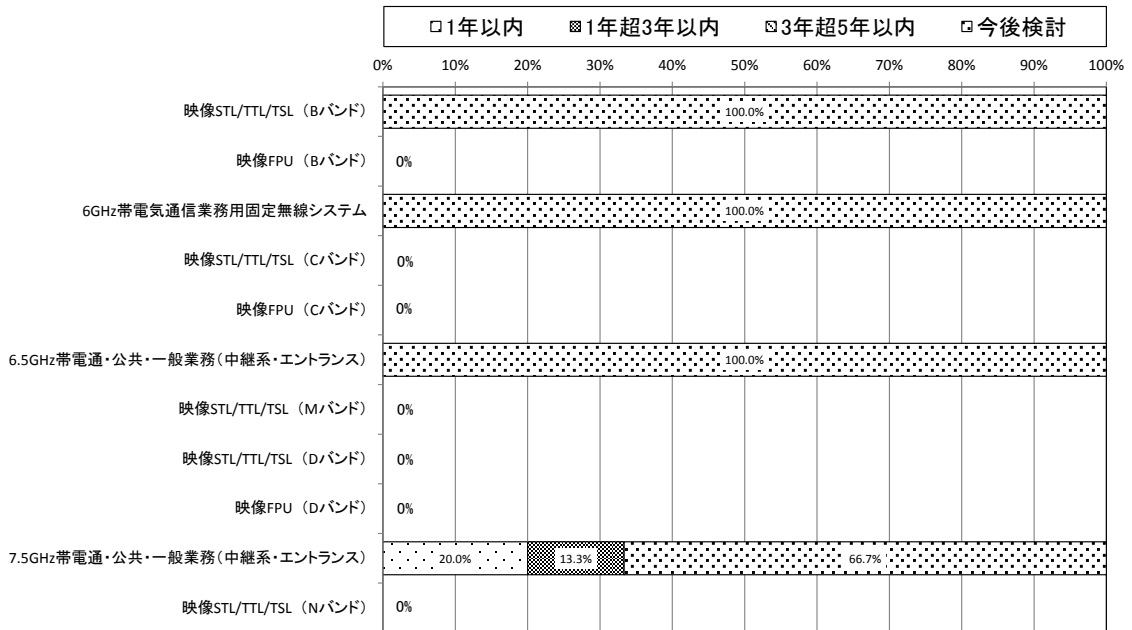 1年以内 1年超3年以内 3年超5年以内 今後検討
0% 10% 20% 30% 40% 50% 60% 70% 80% 90% 100%
映像STL/TTL/TSL（Bバンド） 100.0%
映像FPU（Bバンド） 0%
6GHz帯電気通信業務用固定無線システム 100.0%
映像STL/TTL/TSL（Cバンド） 0%
映像FPU（Cバンド） 0%
6.5GHz帯電通・公共・一般業務（中継系・エントランス） 100.0%
映像STL/TTL/TSL（Mバンド） 0%
映像STL/TTL/TSL（Dバンド） 0%
映像FPU（Dバンド） 0%
7.5GHz帯電通・公共・一般業務（中継系・エントランス） 20.0% 13.3% 66.7%
映像STL/TTL/TSL（Nバンド） 0%